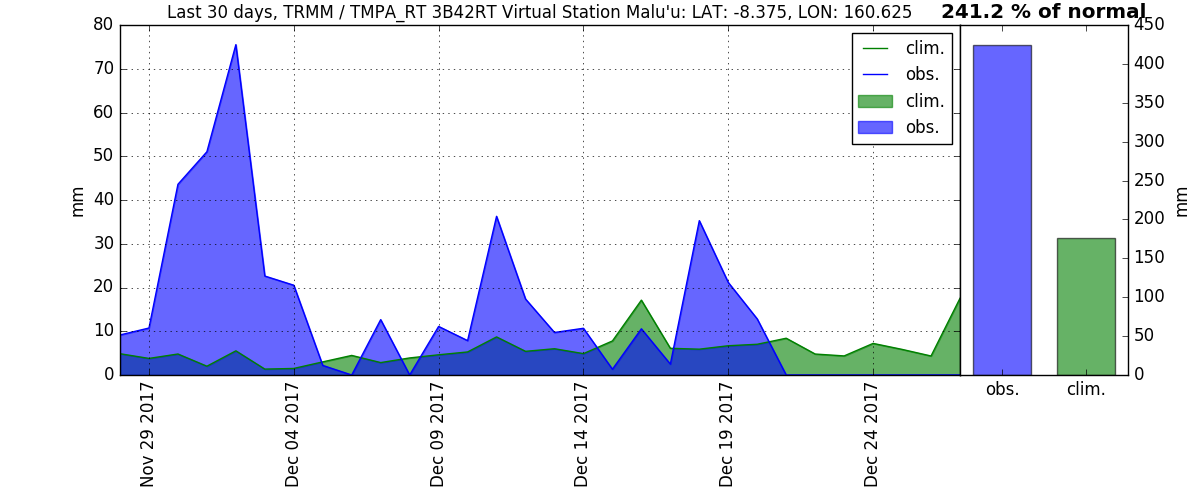 Last 30 days, TRMM / TMPA_RT 3B42RT Virtual Station Malu'u: LAT: -8.375, LON: 160.625
241.2 % of normal
80
70
60
50
40
30
20
10
0
mm
clim.
obs.
clim.
obs.
Nov 29 2017
Dec 04 2017
Dec 09 2017
Dec 14 2017
Dec 19 2017
Dec 24 2017
450
400
350
300
250
200
150
100
50
0
mm
obs.
clim.